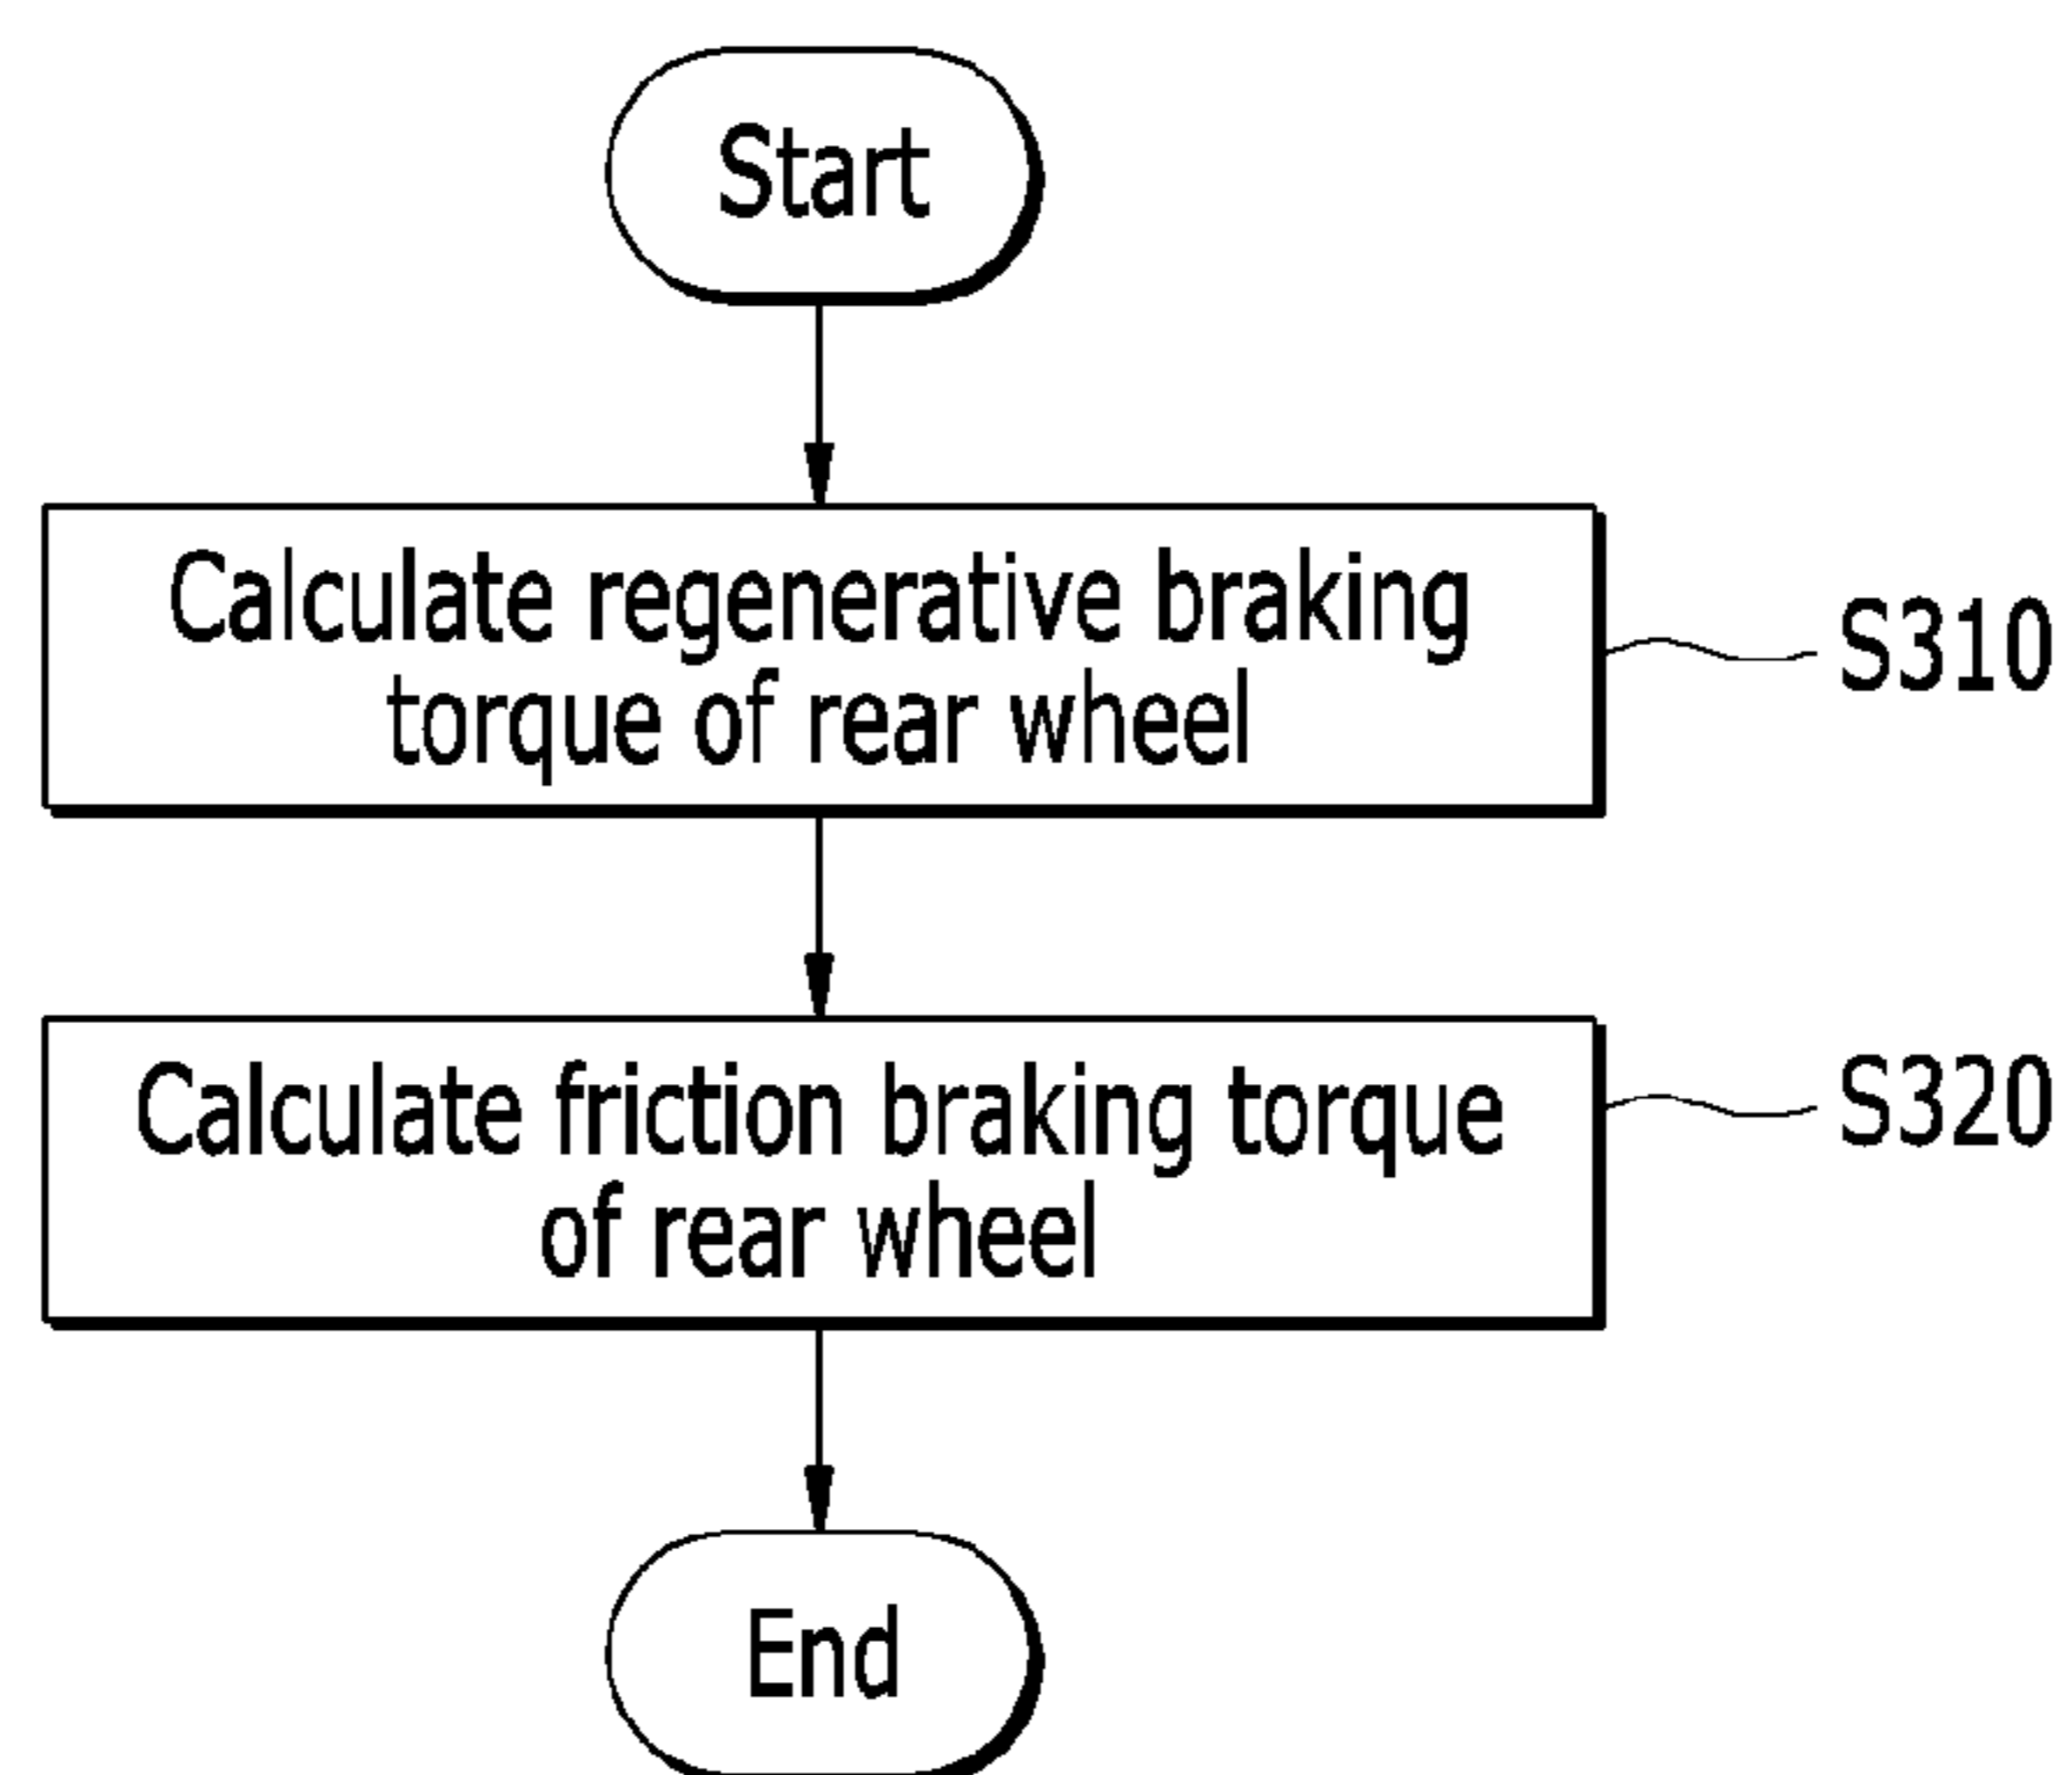 Start
Calculate regenerative braking
torque of rear wheel
S310
Calculate friction braking torque
of rear wheel
S320
End